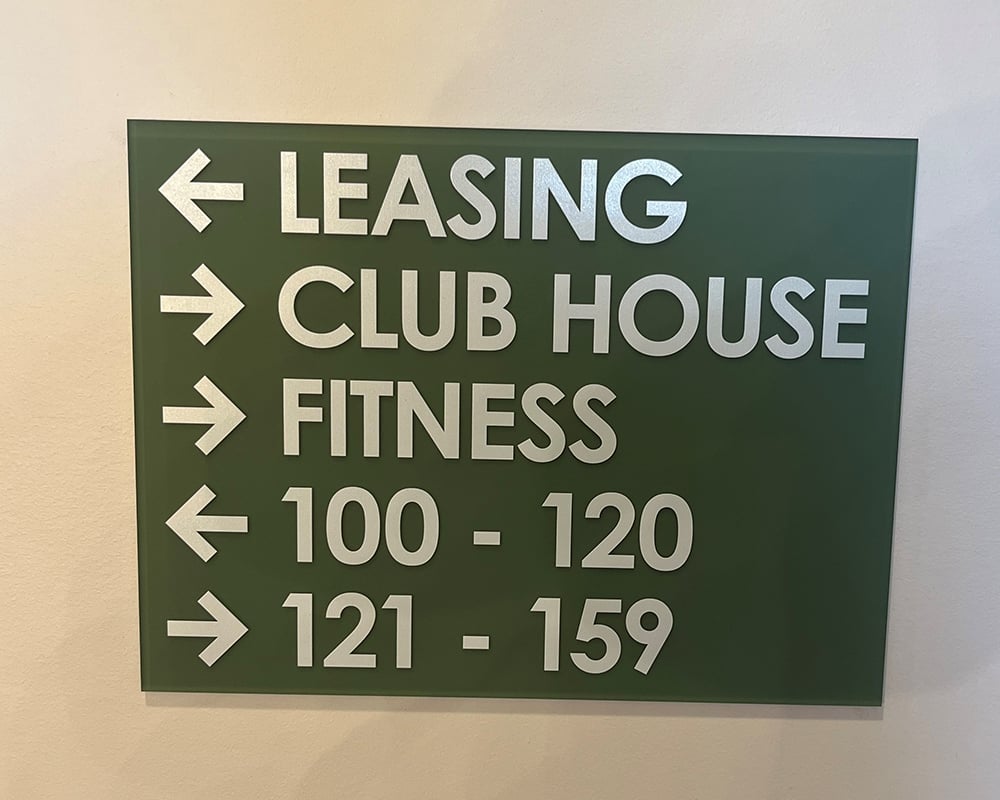 ← LEASING
→ CLUB HOUSE
→ FITNESS
← 100 - 120
→ 121 - 159